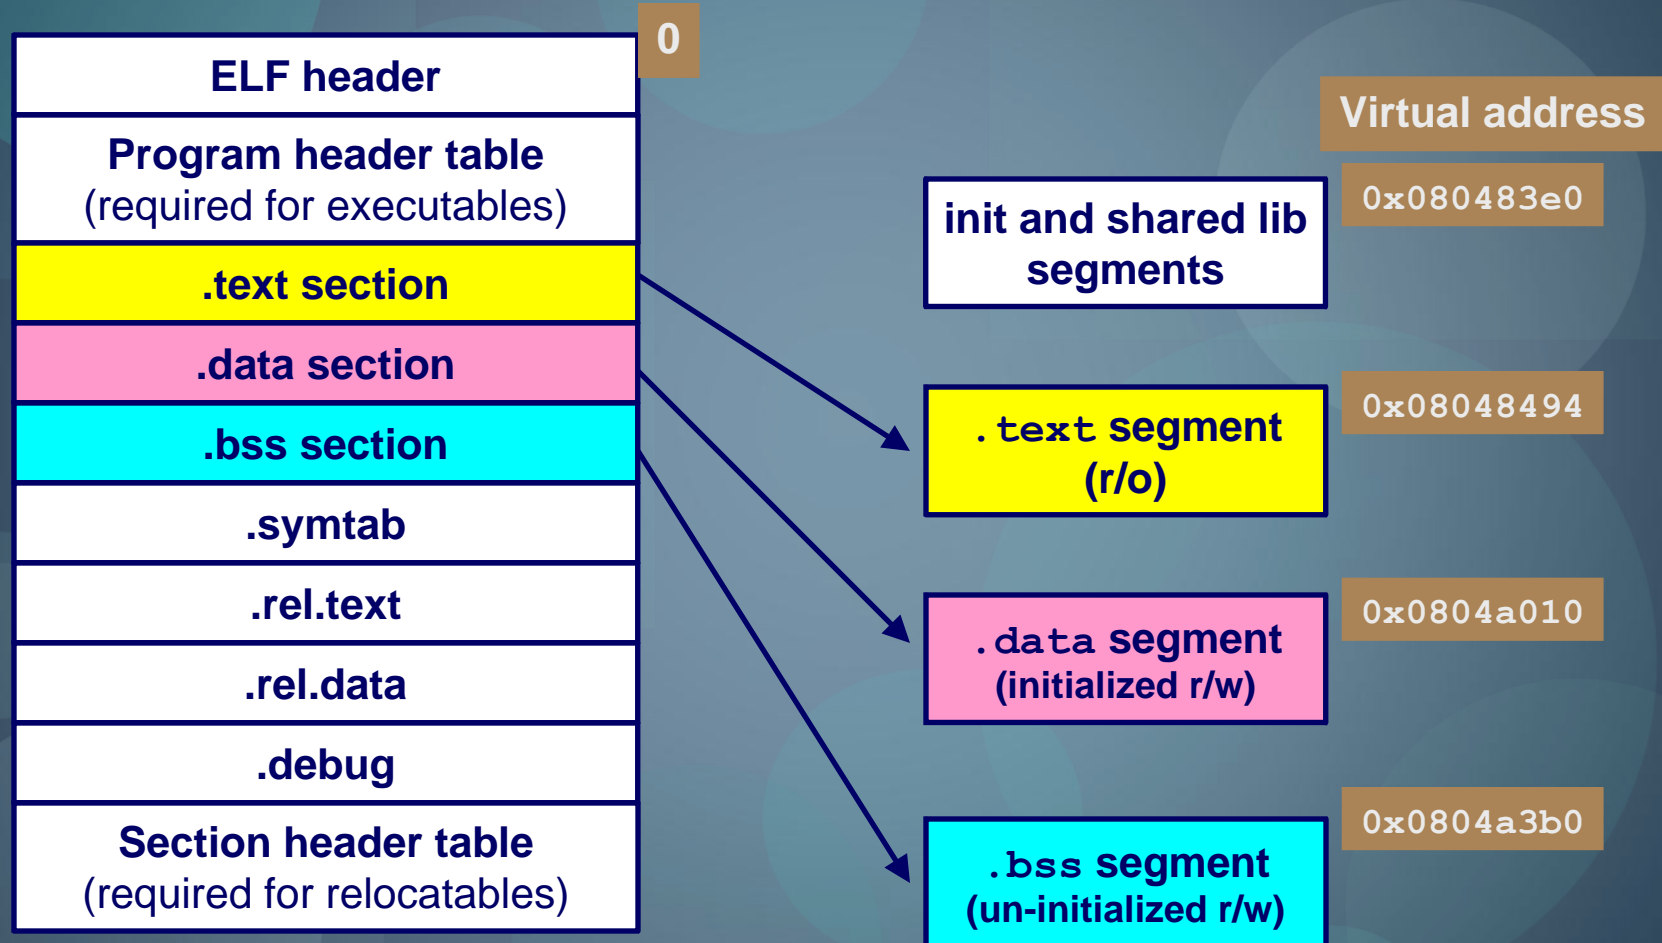 0
ELF header
Program header table
(required for executables)
.text section
.data section
.bss section
.symtab
.rel.text
.rel.data
.debug
Section header table
(required for relocatables)
Virtual address
init and shared lib
segments
0x080483e0
.text segment
(r/o)
0x08048494
.data segment
(initialized r/w)
0x0804a010
.bss segment
(un-initialized r/w)
0x0804a3b0